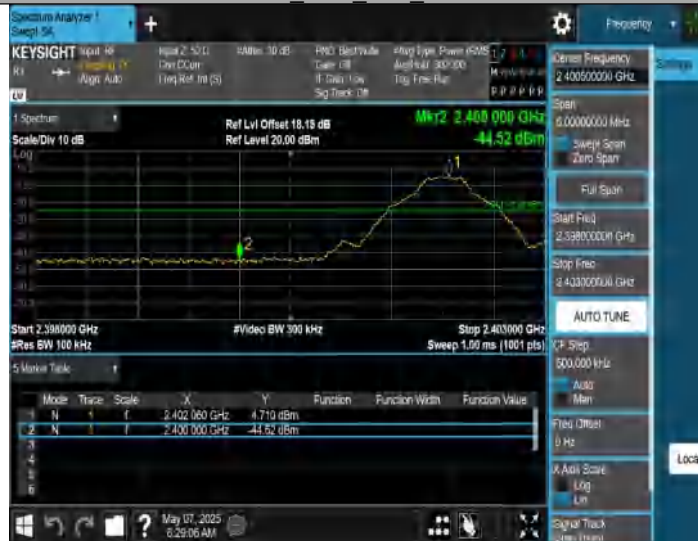 Spectrum Analyzer 1
Swept SA
+
Frequency
KEYSIGHT
Input: RF
Align: Auto
Input Z: 50 Ω
Freq Ref: Int (S)
#Atten: 30 dB
PNO: Best Wide
Gate: Off
IF Gain: Low
Sig Track: Off
#Avg Type: Power (RMS)
Trig: Free Run
1 Spectrum
Scale/Div 10 dB
Log
Ref Lvl Offset 18.15 dB
Ref Level 20.00 dBm
Mkr2 2.400 000 GHz
-44.52 dBm
1
2
Start 2.398000 GHz
#Res BW 100 kHz
#Video BW 300 kHz
Stop 2.403000 GHz
Sweep 1.00 ms (1001 pts)
5 Marker Table
Mode Trace Scale X Y Function Function Width Function Value
1 N 1 f 2.402 060 GHz 4.710 dBm
2 N 1 f 2.400 000 GHz -44.52 dBm
3
4
5
6
May 07, 2025
6:29:06 AM
Center Frequency
2.400500000 GHz
Span
5.00000000 MHz
Swept Span
Zero Span
Full Span
Start Freq
2.398000000 GHz
Stop Freq
2.403000000 GHz
AUTO TUNE
CF Step
500.000 kHz
Auto
Man
Freq Offset
0 Hz
X Axis Scale
Log
Lin
Signal Track
Settings
Loca